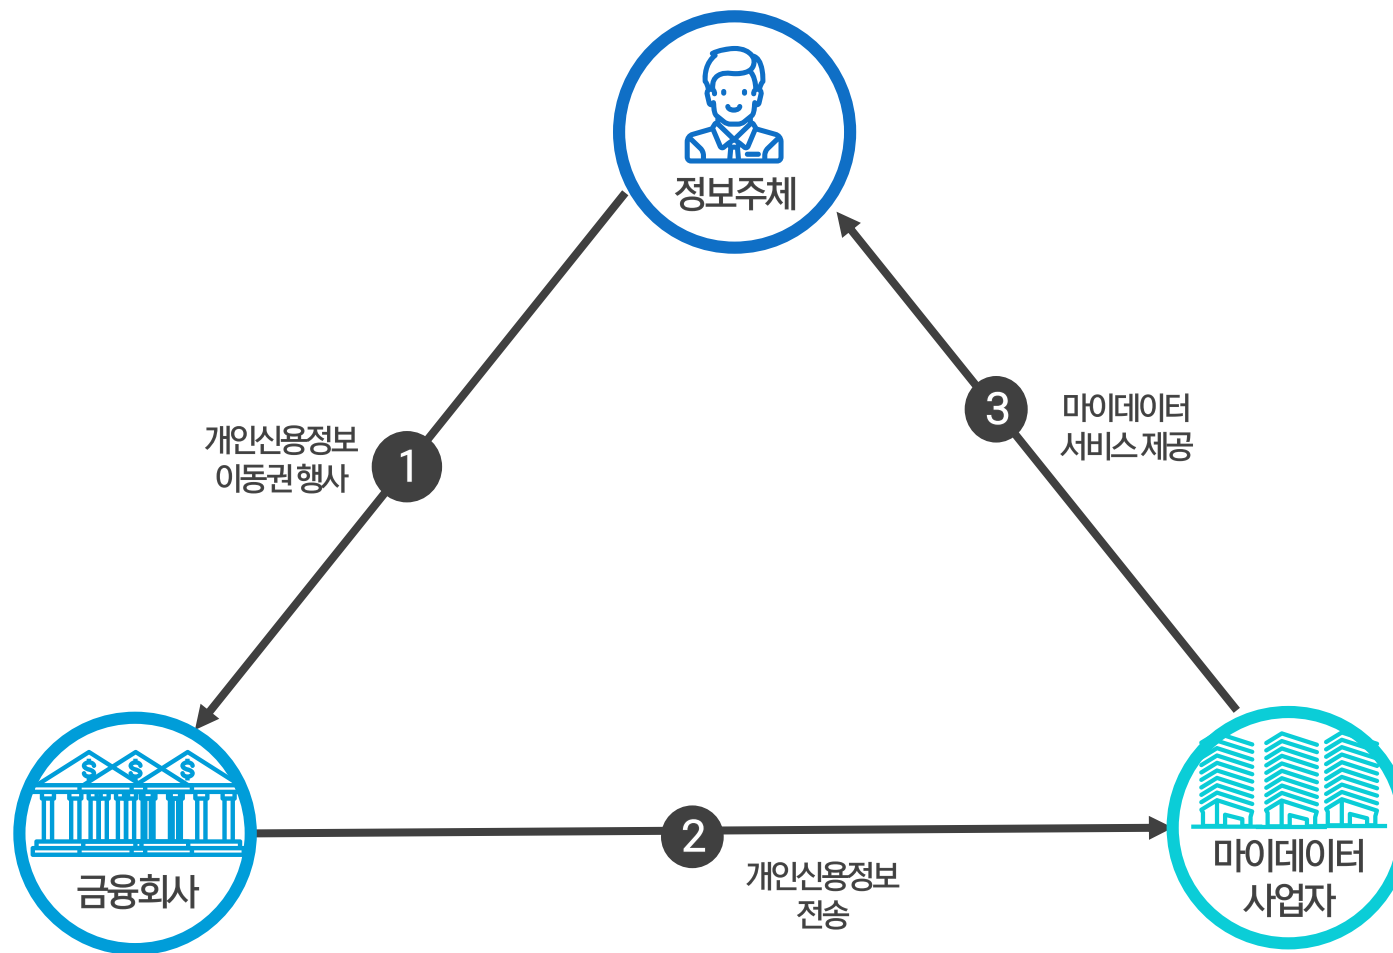 정보주체
1
개인신용정보
이동권 행사
3
마이데이터
서비스 제공
2
개인신용정보
전송
$ $ $
금융회사
마이데이터
사업자